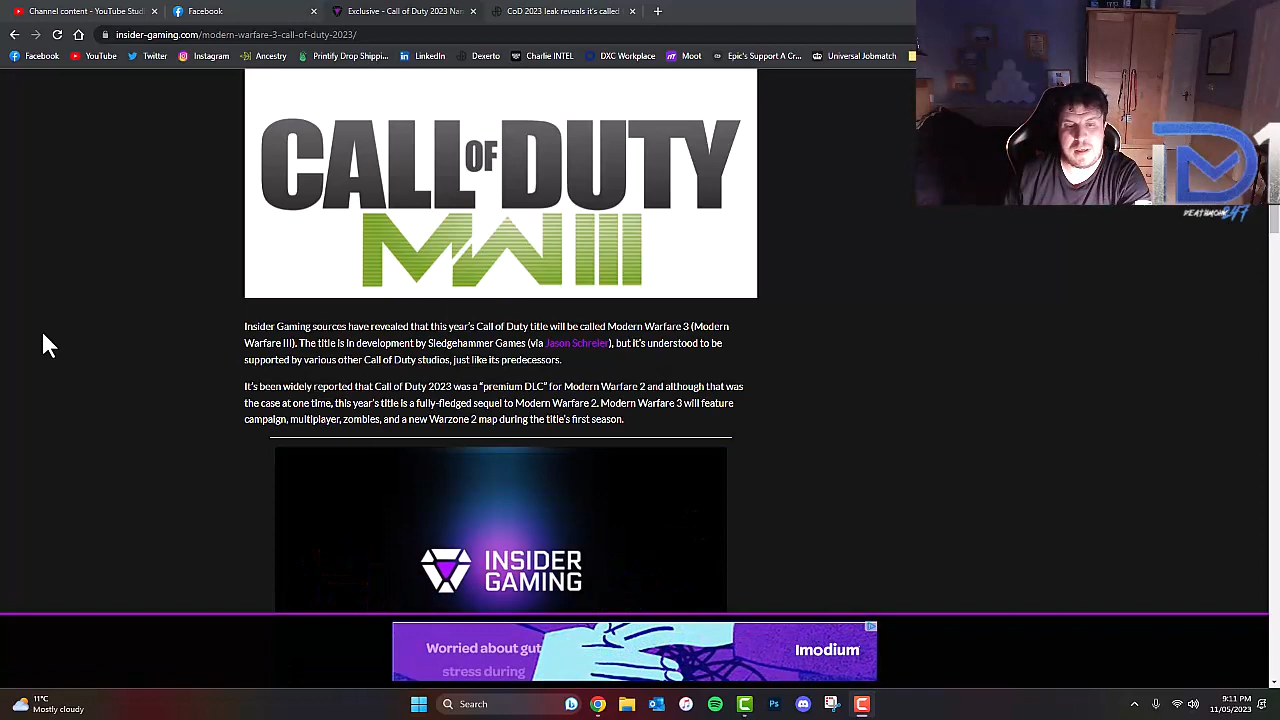 Channel content - YouTube Studi
Facebook
Exclusive - Call of Duty 2023 Nam
CoD 2023 leak reveals it's called
insider-gaming.com/modern-warfare-3-call-of-duty-2023/
Facebook
YouTube
Twitter
Instagram
Ancestry
Printify Drop Shippi...
LinkedIn
Dexerto
Charlie INTEL
DXC Workplace
Moot
Epic's Support A Cr...
Universal Jobmatch
CALL OF DUTY
MW III
DEATHMONK 247
Insider Gaming sources have revealed that this year's Call of Duty title will be called Modern Warfare 3 (Modern
Warfare III). The title is in development by Sledgehammer Games (via Jason Schreier), but it's understood to be
supported by various other Call of Duty studios, just like its predecessors.
It's been widely reported that Call of Duty 2023 was a "premium DLC" for Modern Warfare 2 and although that was
the case at one time, this year's title is a fully-fledged sequel to Modern Warfare 2. Modern Warfare 3 will feature
campaign, multiplayer, zombies, and a new Warzone 2 map during the title's first season.
INSIDER
GAMING
Worried about gut
stress during
Imodium
11°C
Mostly cloudy
Search
9:11 PM
11/05/2023